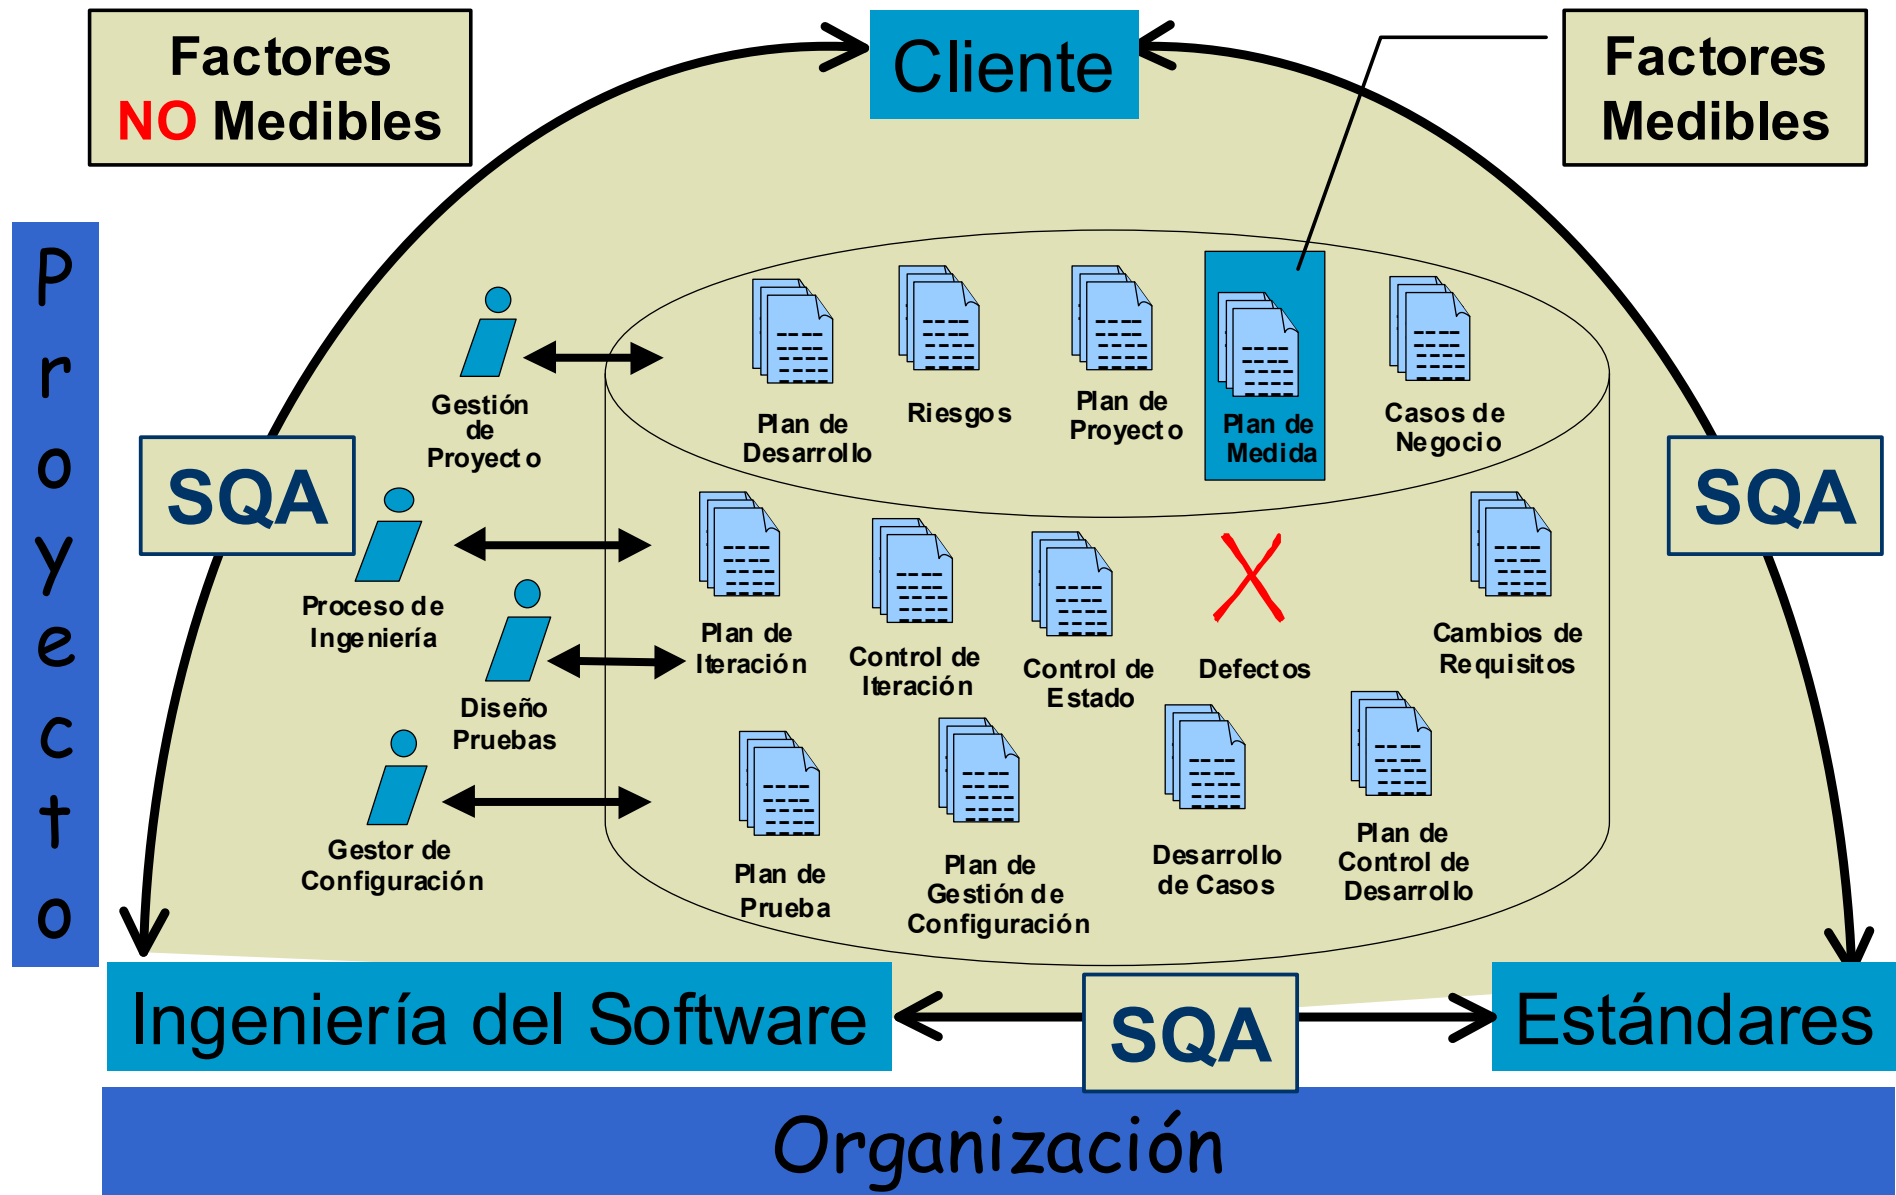 Factores
NO Medibles
Cliente
Factores
Medibles
Proyecto
Gestión
de
Proyecto
Plan de
Desarrollo
Riesgos
Plan de
Proyecto
Plan de
Medida
Casos de
Negocio
SQA
SQA
Proceso de
Ingeniería
Plan de
Iteración
Control de
Iteración
Control de
Estado
Defectos
Cambios de
Requisitos
Diseño
Pruebas
Gestor de
Configuración
Plan de
Prueba
Plan de
Gestión de
Configuración
Desarrollo
de Casos
Plan de
Control de
Desarrollo
Ingeniería del Software
SQA
Estándares
Organización